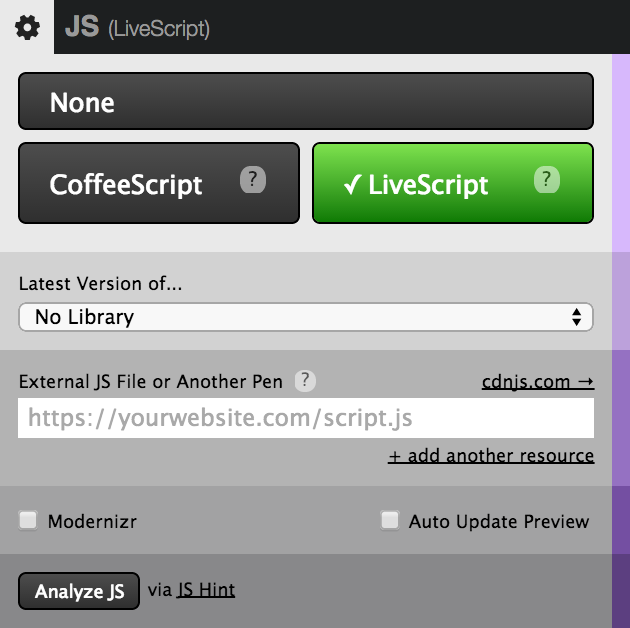 JS (LiveScript)
None
CoffeeScript ?
✓ LiveScript ?
Latest Version of...
No Library
External JS File or Another Pen ? cdnjs.com →
https://yourwebsite.com/script.js
+ add another resource
Modernizr Auto Update Preview
Analyze JS via JS Hint